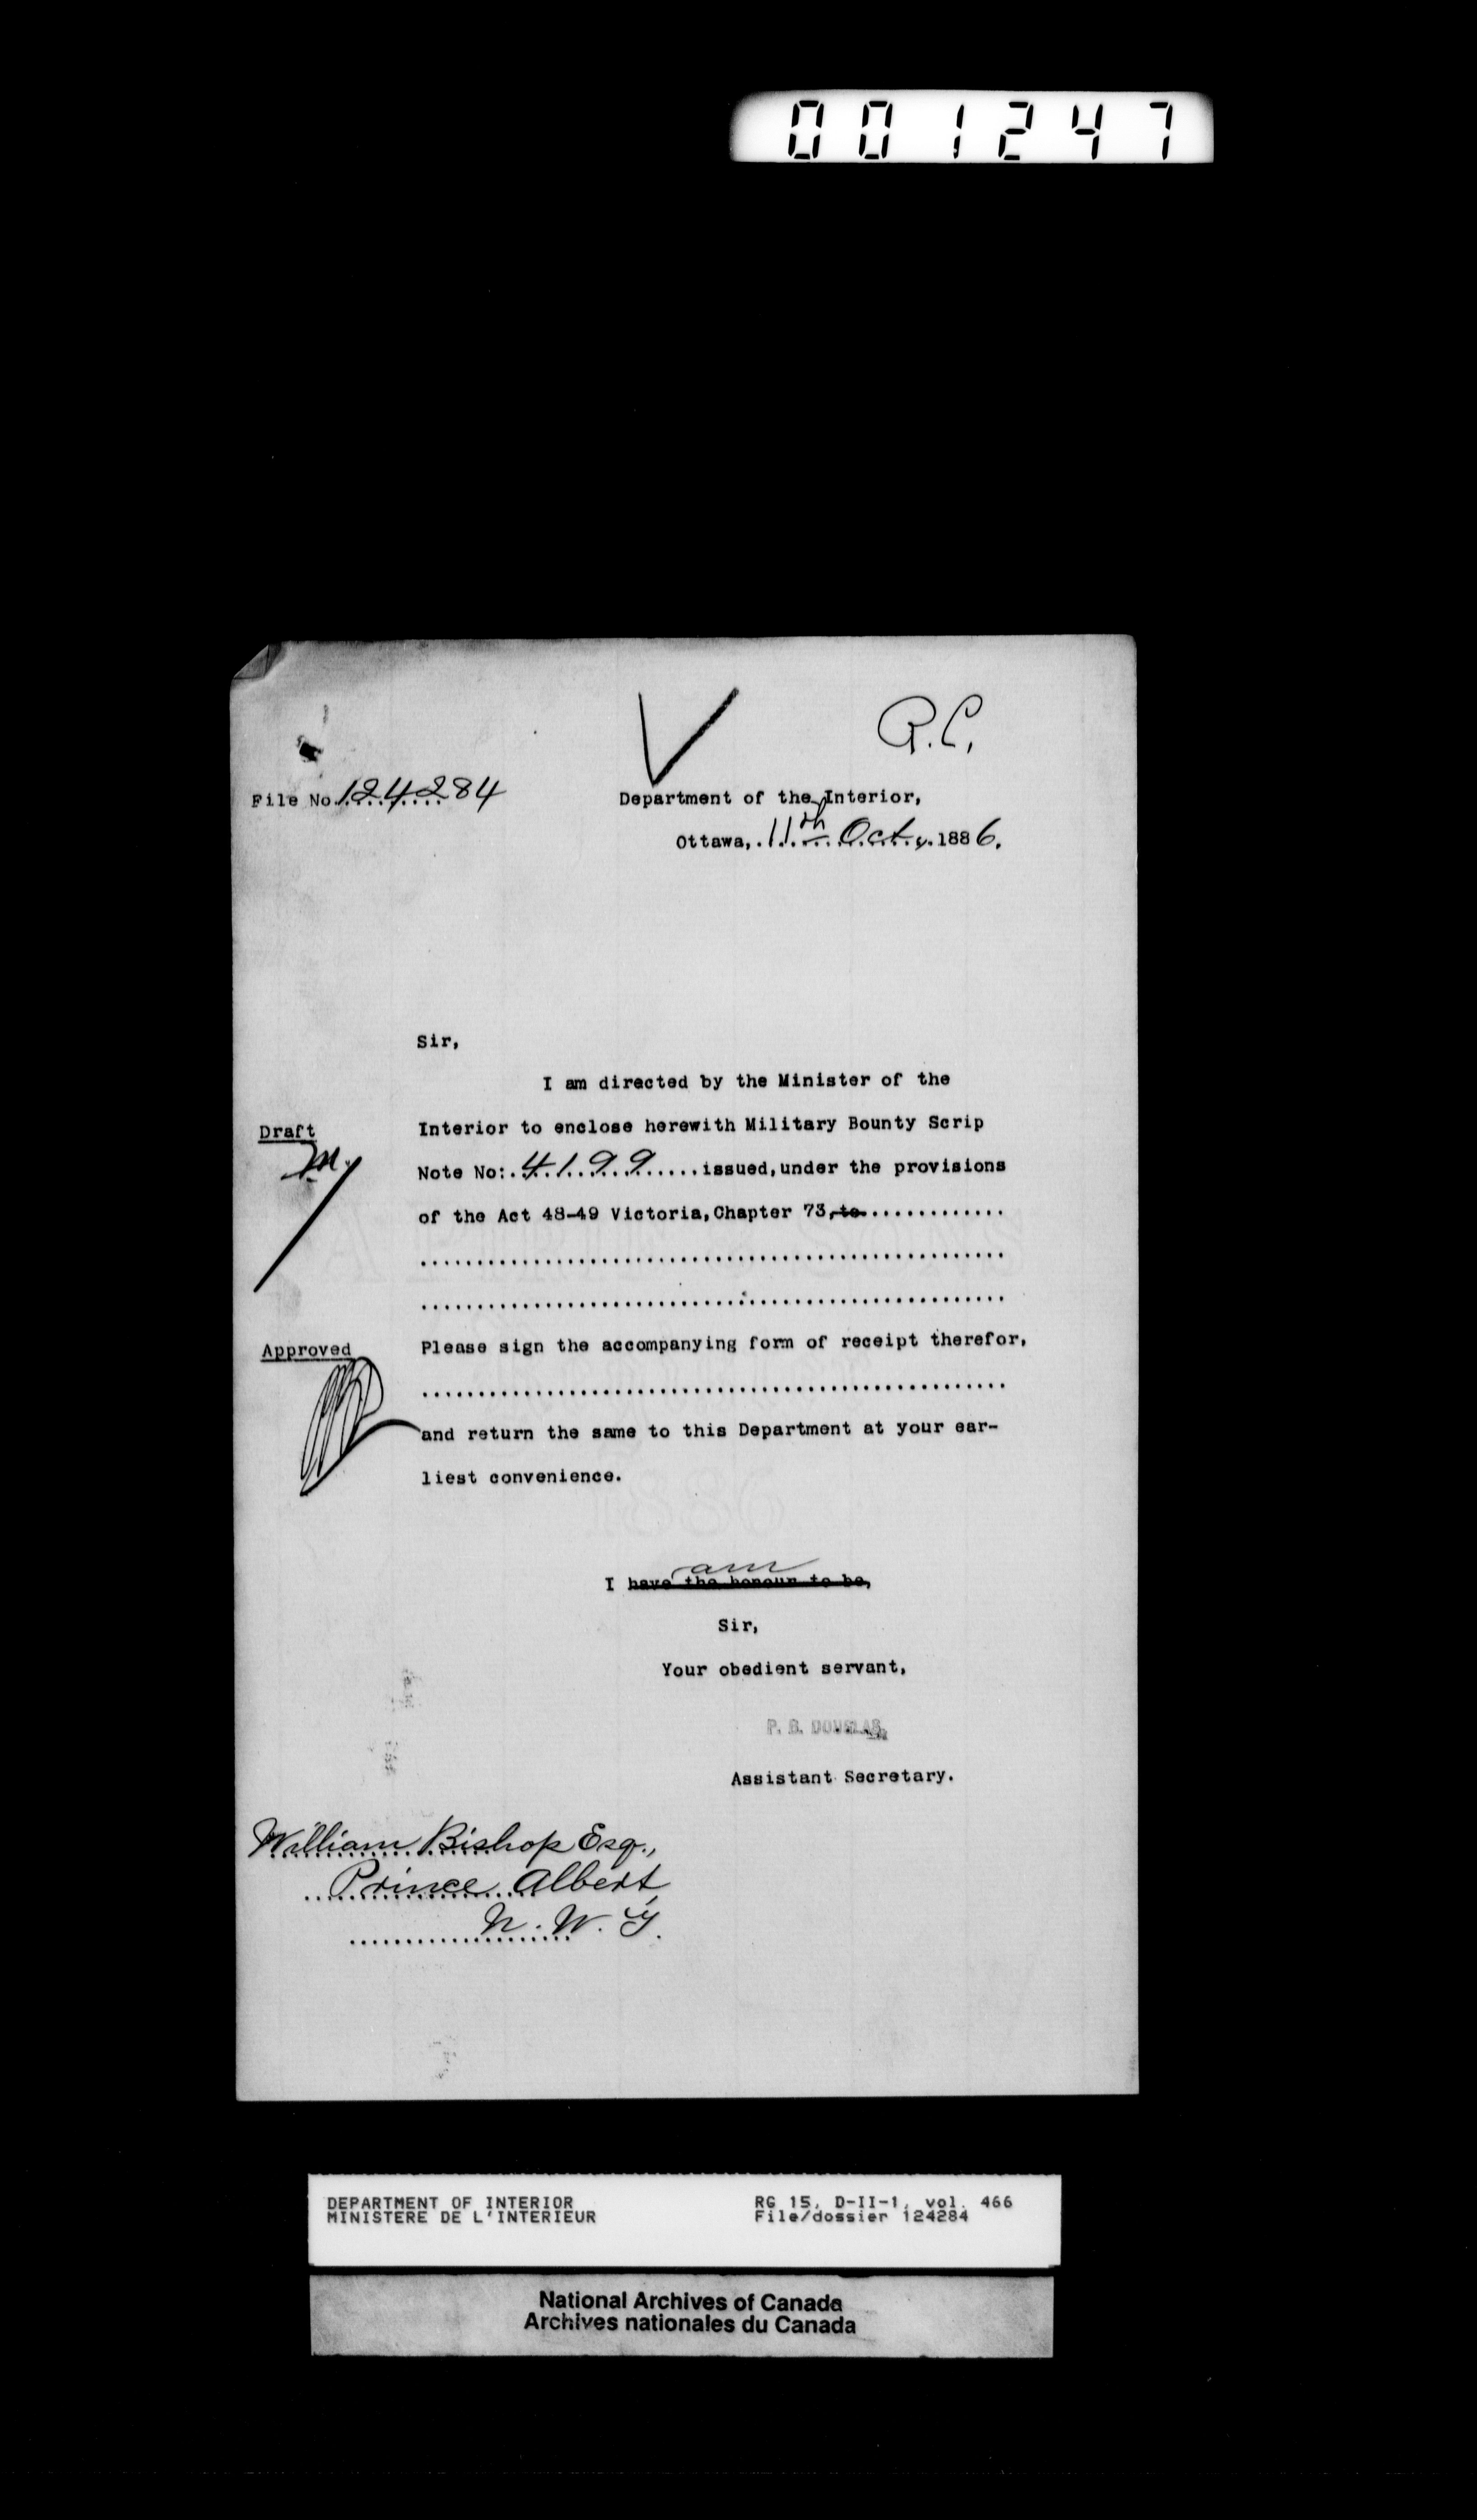 001247
R.C.
File No. 124284
Department of the Interior,
Ottawa, 11th Oct., 1886.
Sir,
I am directed by the Minister of the
Interior to enclose herewith Military Bounty Scrip
Draft
Note No: 4199 issued, under the provisions
of the Act 48-49 Victoria, Chapter 73, to
Please sign the accompanying form of receipt therefor,
Approved
and return the same to this Department at your ear-
liest convenience.
am
I have the honour to be,
Sir,
Your obedient servant,
P. B. DOUGLAS,
Assistant Secretary.
William Bishop Esq.,
Prince Albert,
N. W. T.
DEPARTMENT OF INTERIOR
MINISTERE DE L'INTERIEUR
RG 15, D-II-1, vol. 466
File/dossier 124284
National Archives of Canada
Archives nationales du Canada